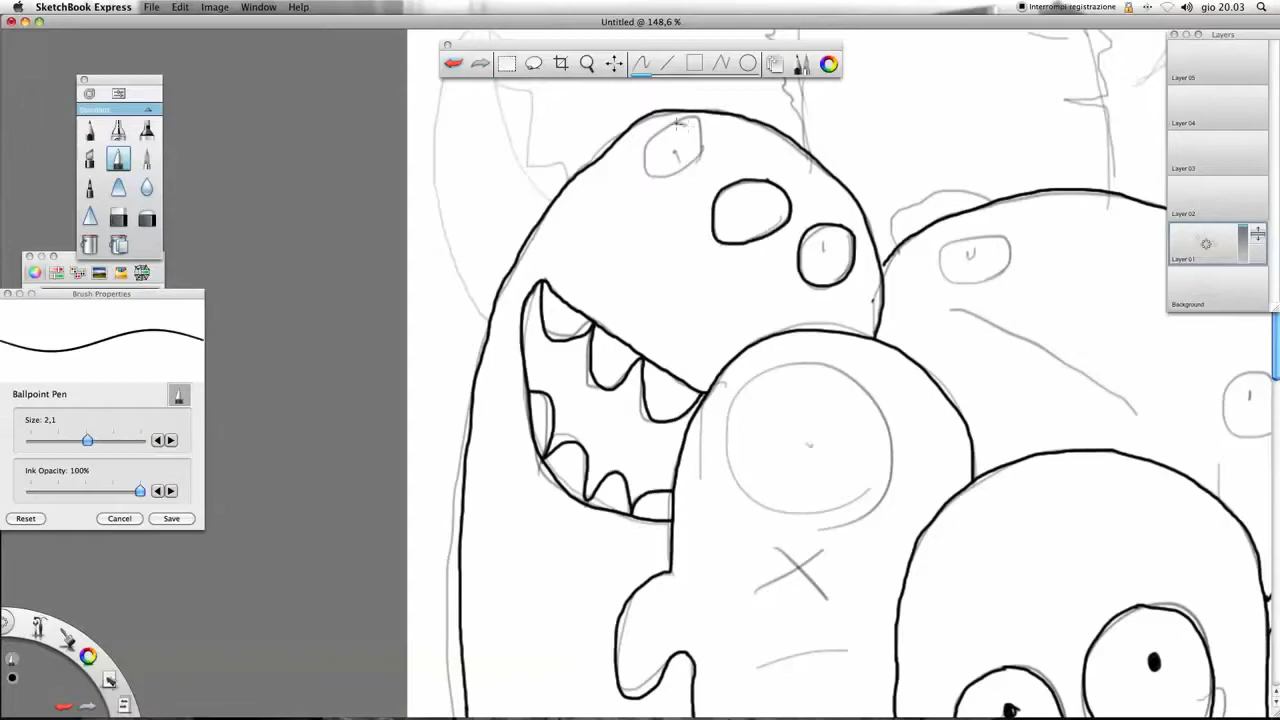 SketchBook Express File Edit Image Window Help
Interrompi registrazione
gio 20.03
Untitled @ 148,6 %
Layers
Layer 05
Layer 04
Layer 03
Layer 02
Layer 01
Background
Brush Properties
Ballpoint Pen
Size: 2,1
Ink Opacity: 100%
Reset Cancel Save